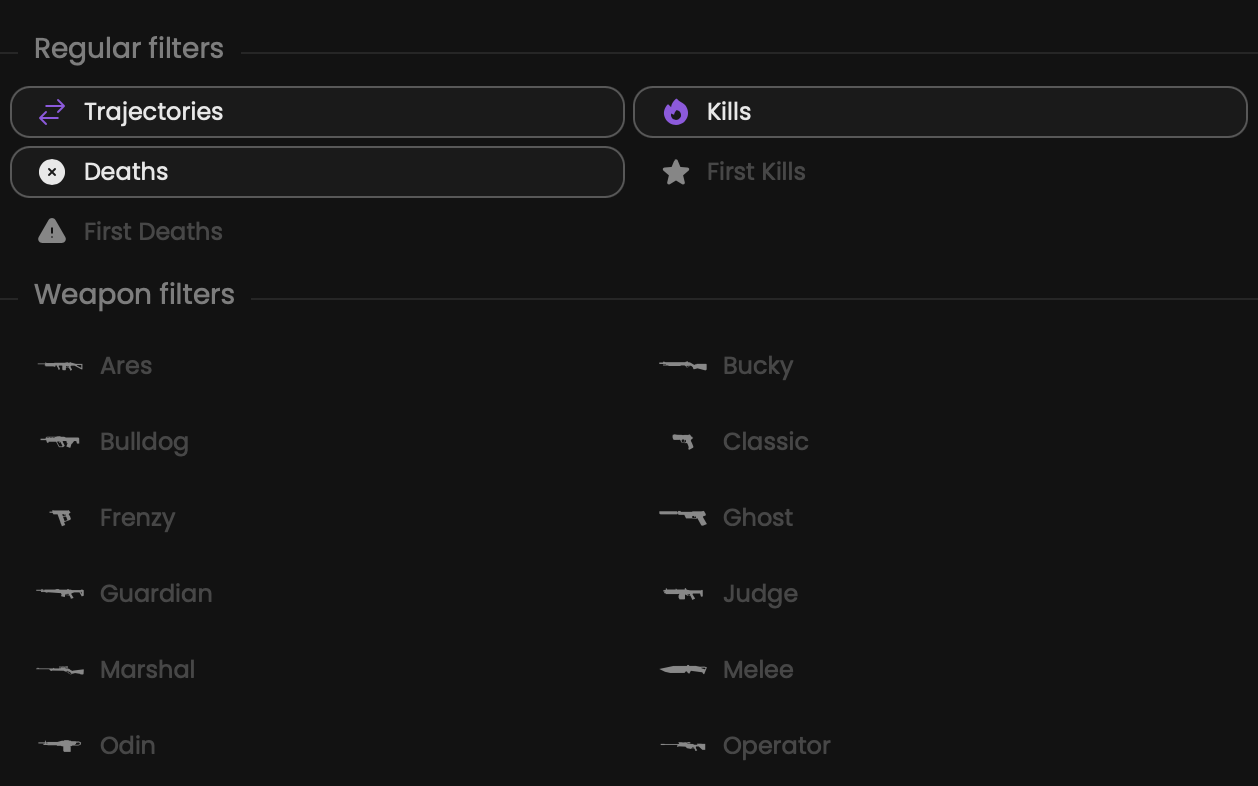 Regular filters
Trajectories
Kills
Deaths
First Kills
First Deaths
Weapon filters
Ares
Bucky
Bulldog
Classic
Frenzy
Ghost
Guardian
Judge
Marshal
Melee
Odin
Operator